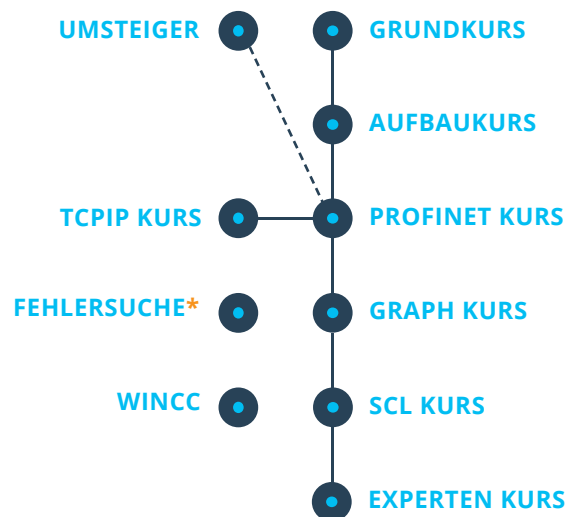 UMSTEIGER
GRUNDKURS
AUFBAUKURS
TCPIP KURS
PROFINET KURS
FEHLERSUCHE*
GRAPH KURS
WINCC
SCL KURS
EXPERTEN KURS